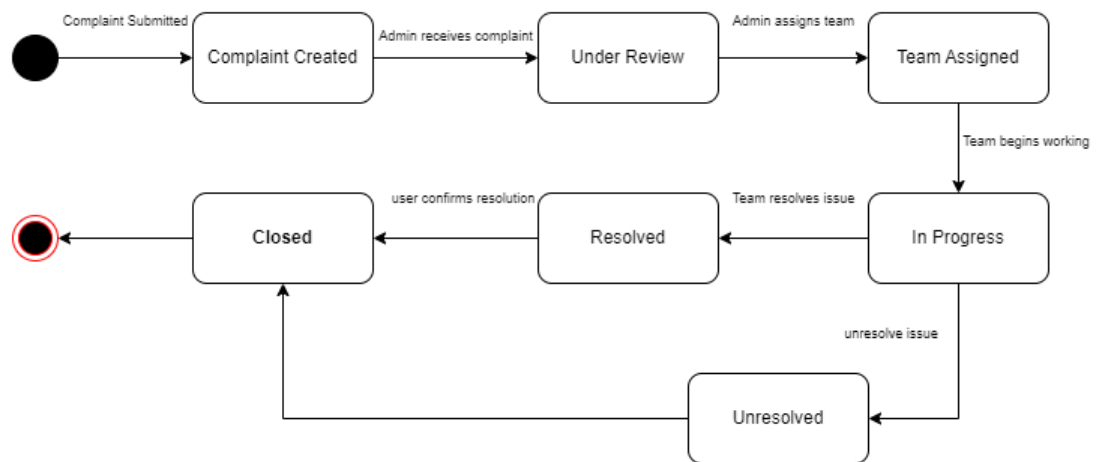 Complaint Submitted
Complaint Created
Admin receives complaint
Under Review
Admin assigns team
Team Assigned
Team begins working
In Progress
Team resolves issue
Resolved
user confirms resolution
Closed
unresolve issue
Unresolved